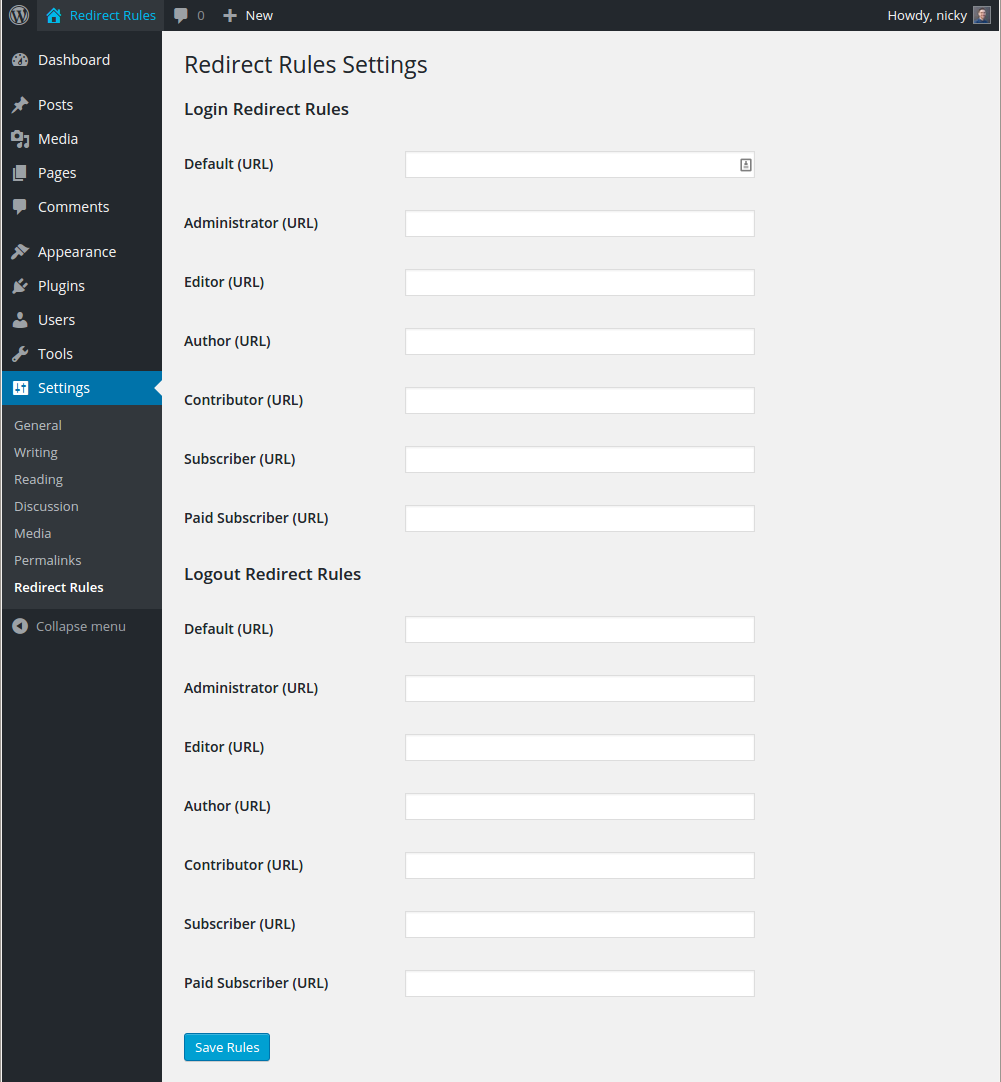 Redirect Rules 0 New Howdy, nicky
Dashboard
Posts
Media
Pages
Comments
Appearance
Plugins
Users
Tools
Settings
General
Writing
Reading
Discussion
Media
Permalinks
Redirect Rules
Collapse menu
Redirect Rules Settings
Login Redirect Rules
Default (URL)
Administrator (URL)
Editor (URL)
Author (URL)
Contributor (URL)
Subscriber (URL)
Paid Subscriber (URL)
Logout Redirect Rules
Default (URL)
Administrator (URL)
Editor (URL)
Author (URL)
Contributor (URL)
Subscriber (URL)
Paid Subscriber (URL)
Save Rules